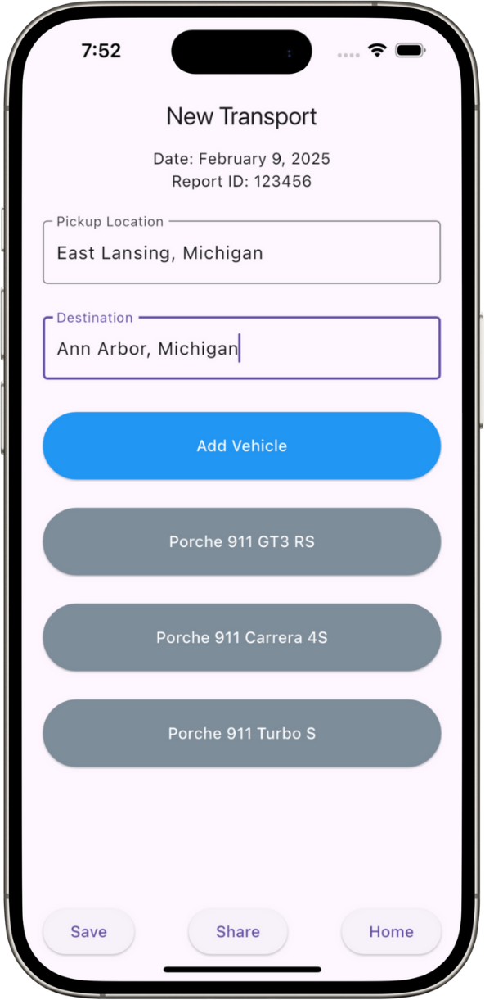 7:52
New Transport
Date: February 9, 2025
Report ID: 123456
Pickup Location
East Lansing, Michigan
Destination
Ann Arbor, Michigan
Add Vehicle
Porche 911 GT3 RS
Porche 911 Carrera 4S
Porche 911 Turbo S
Save Share Home